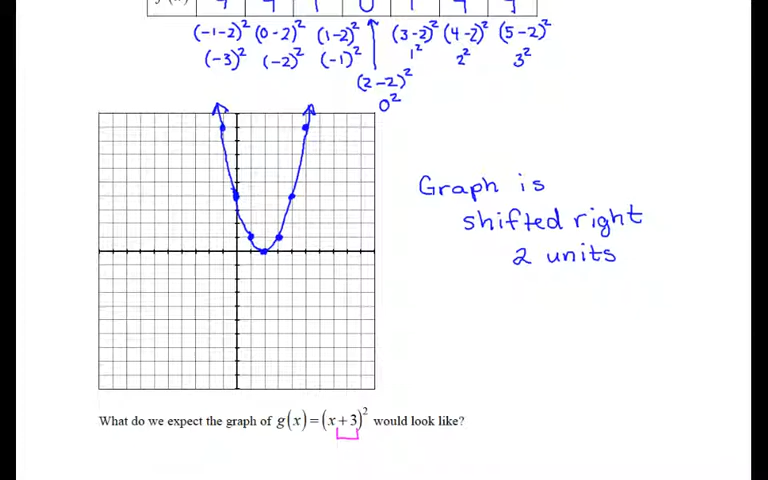 (-1-2)² (0-2)² (1-2)² (3-2)² (4-2)² (5-2)²
(-3)² (-2)² (-1)² 1² 2² 3²
(2-2)²
0²
Graph is
shifted right
2 units
What do we expect the graph of g(x)=(x+3)² would look like?